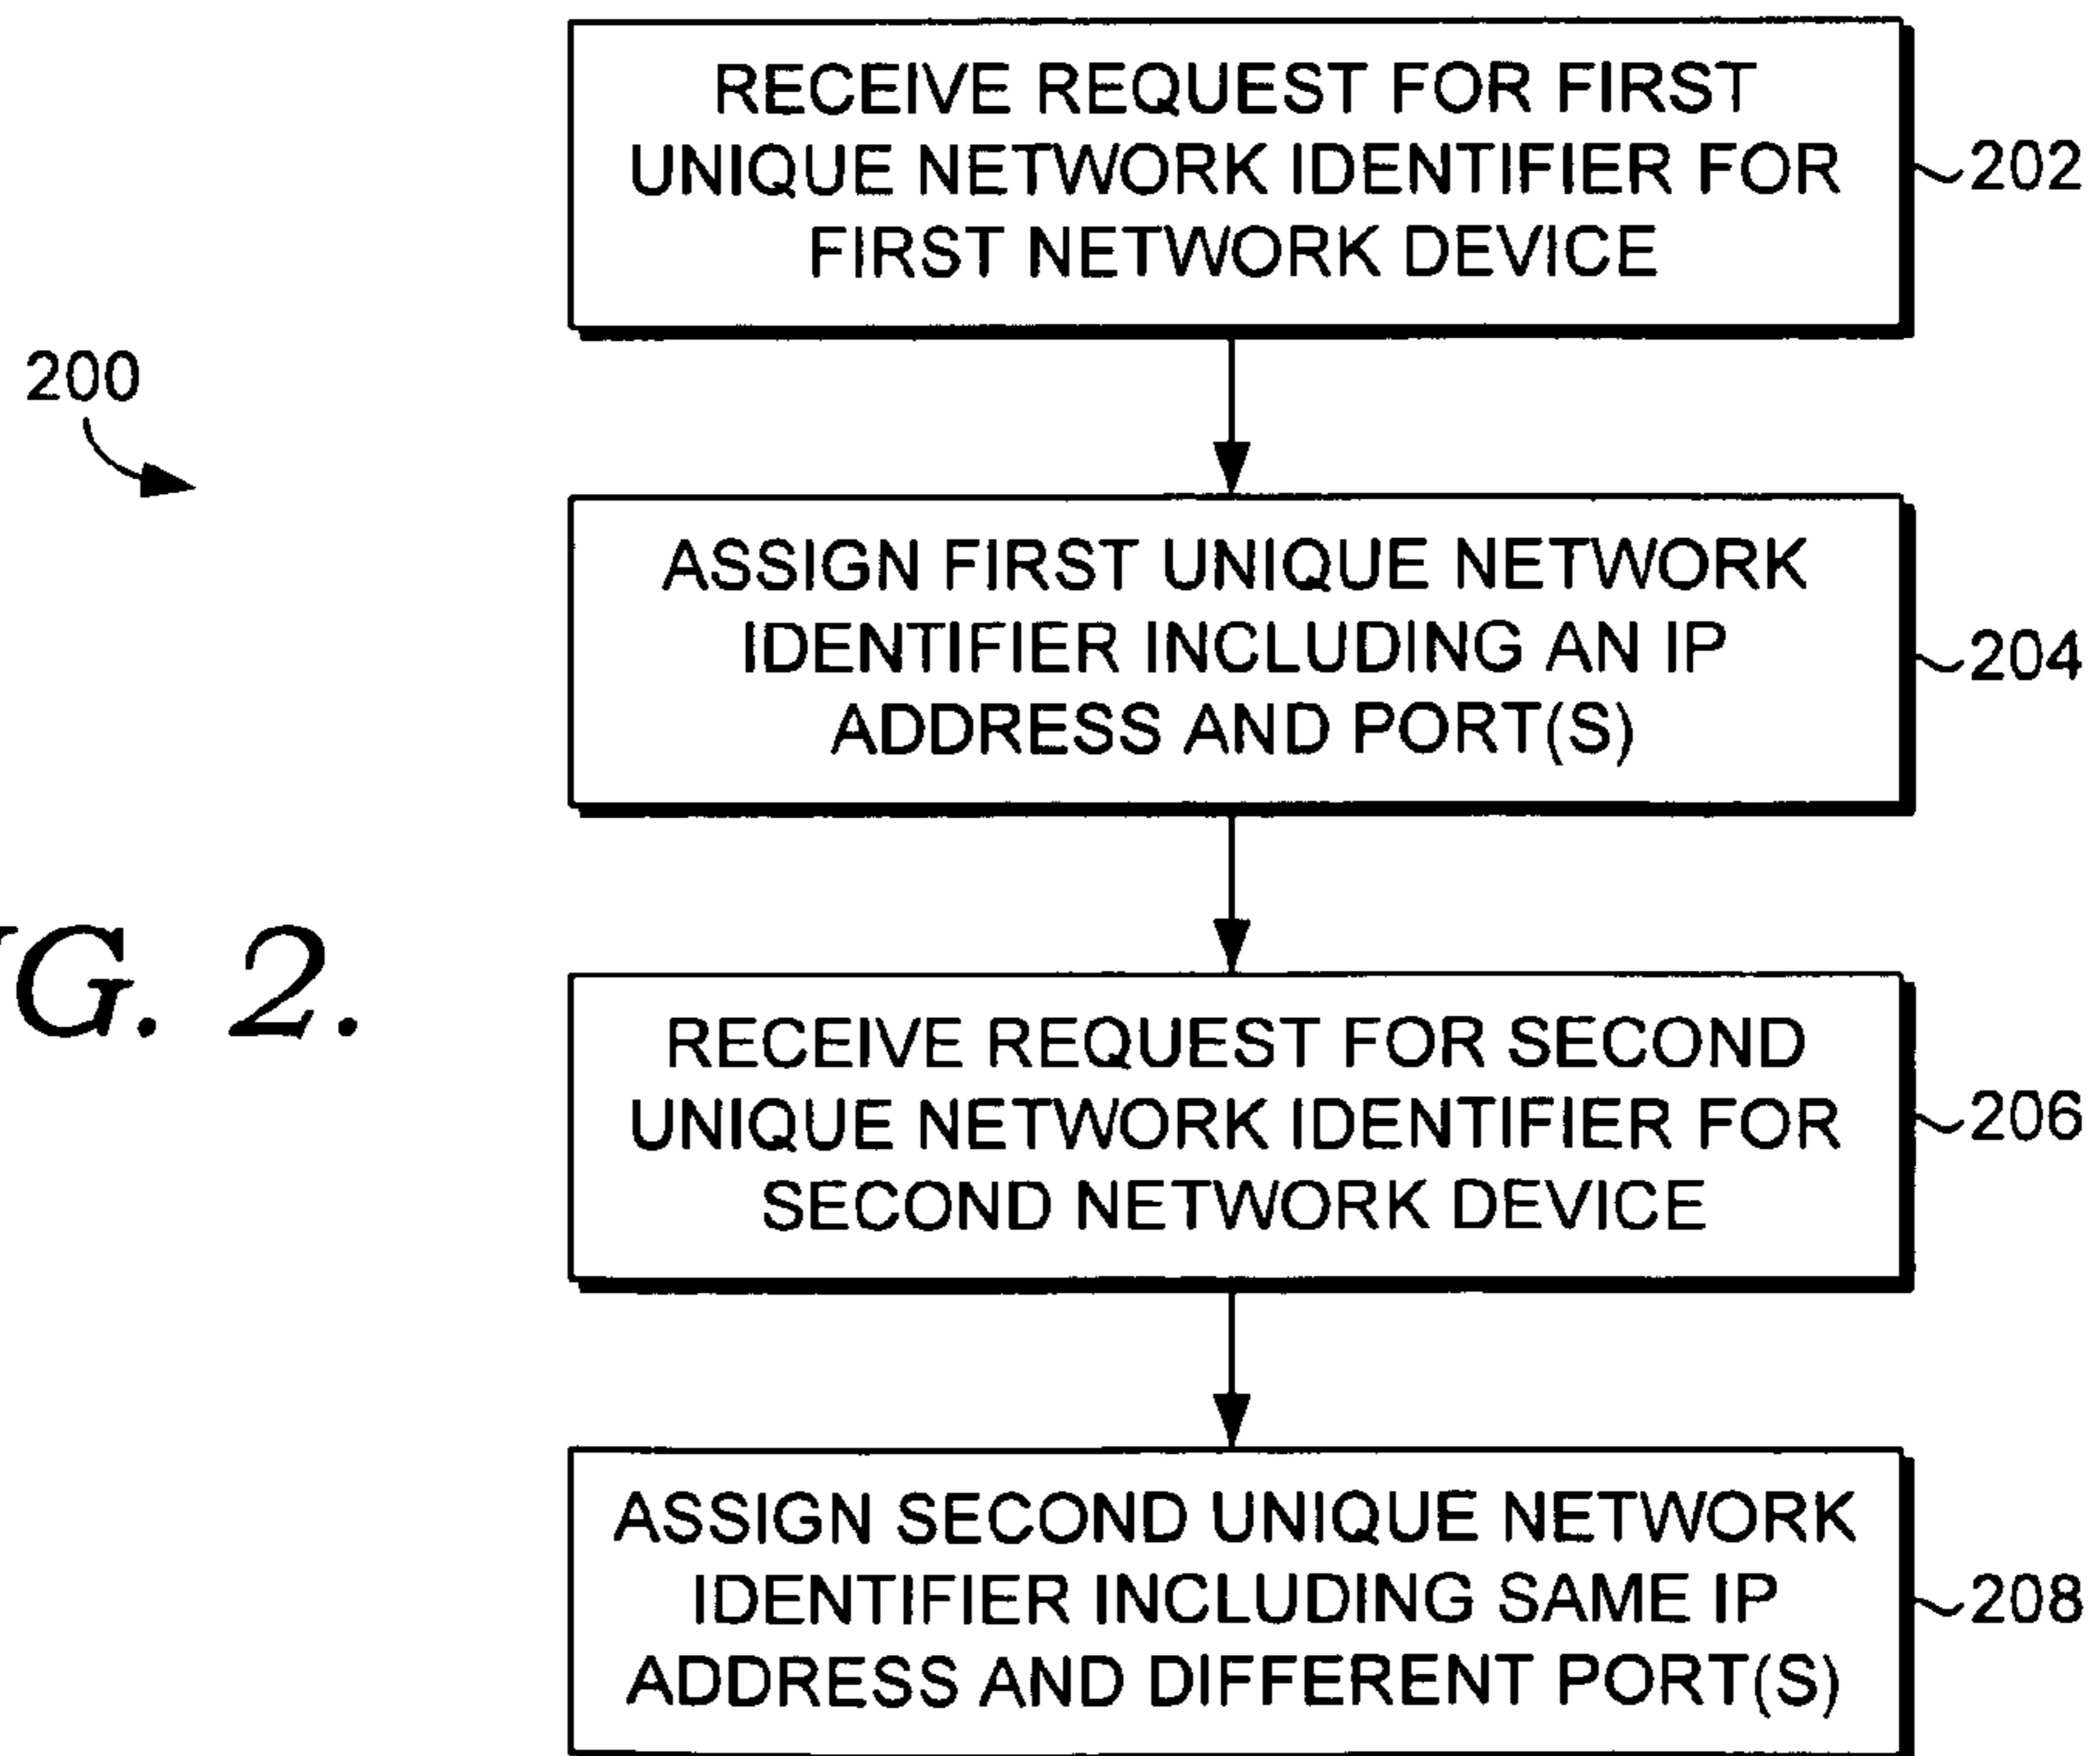 RECEIVE REQUEST FOR FIRST
UNIQUE NETWORK IDENTIFIER FOR
FIRST NETWORK DEVICE
202
200
ASSIGN FIRST UNIQUE NETWORK
IDENTIFIER INCLUDING AN IP
ADDRESS AND PORT(S)
204
G. 2.
RECEIVE REQUEST FOR SECOND
UNIQUE NETWORK IDENTIFIER FOR
SECOND NETWORK DEVICE
206
ASSIGN SECOND UNIQUE NETWORK
IDENTIFIER INCLUDING SAME IP
ADDRESS AND DIFFERENT PORT(S)
208